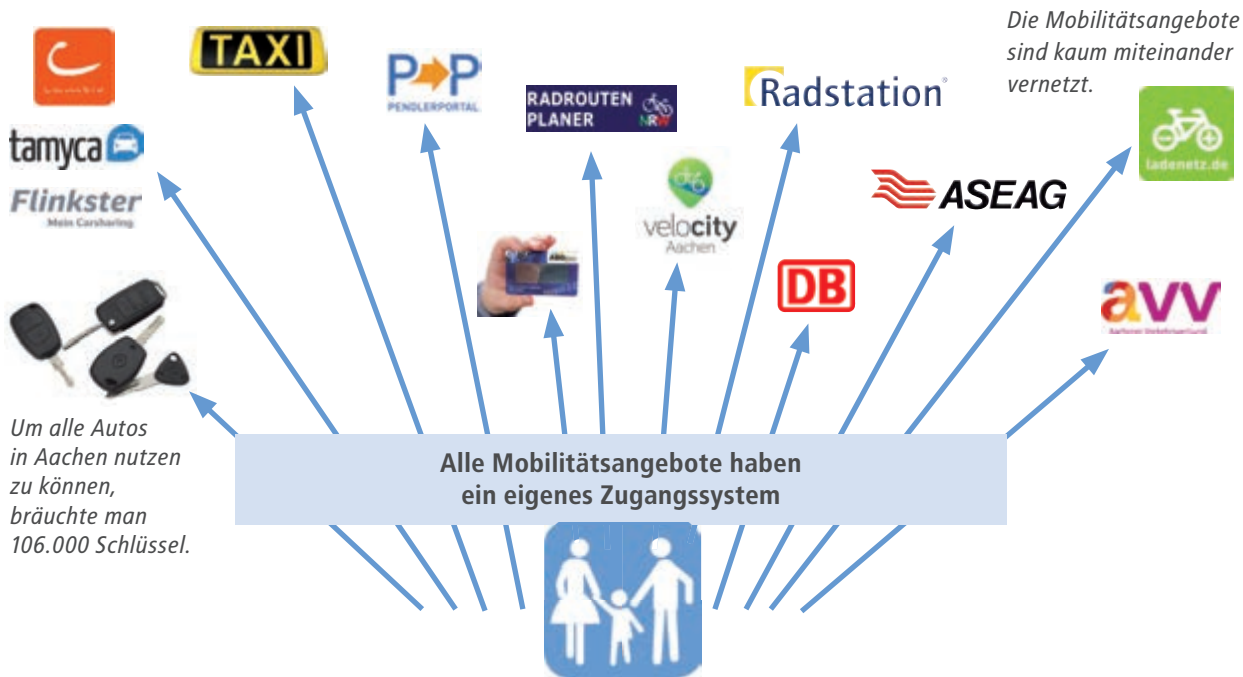 Die Mobilitätsangebote
sind kaum miteinander
vernetzt.
TAXI
P P
PENDLERPORTAL
RADROUTEN
PLANER
NRW
Radstation
ladenetz.de
tamyca
Flinkster
Mein Carsharing
velocity
Aachen
ASEAG
DB
avv
Aachener Verkehrsverbund
Um alle Autos
in Aachen nutzen
zu können,
bräuchte man
106.000 Schlüssel.
Alle Mobilitätsangebote haben
ein eigenes Zugangssystem